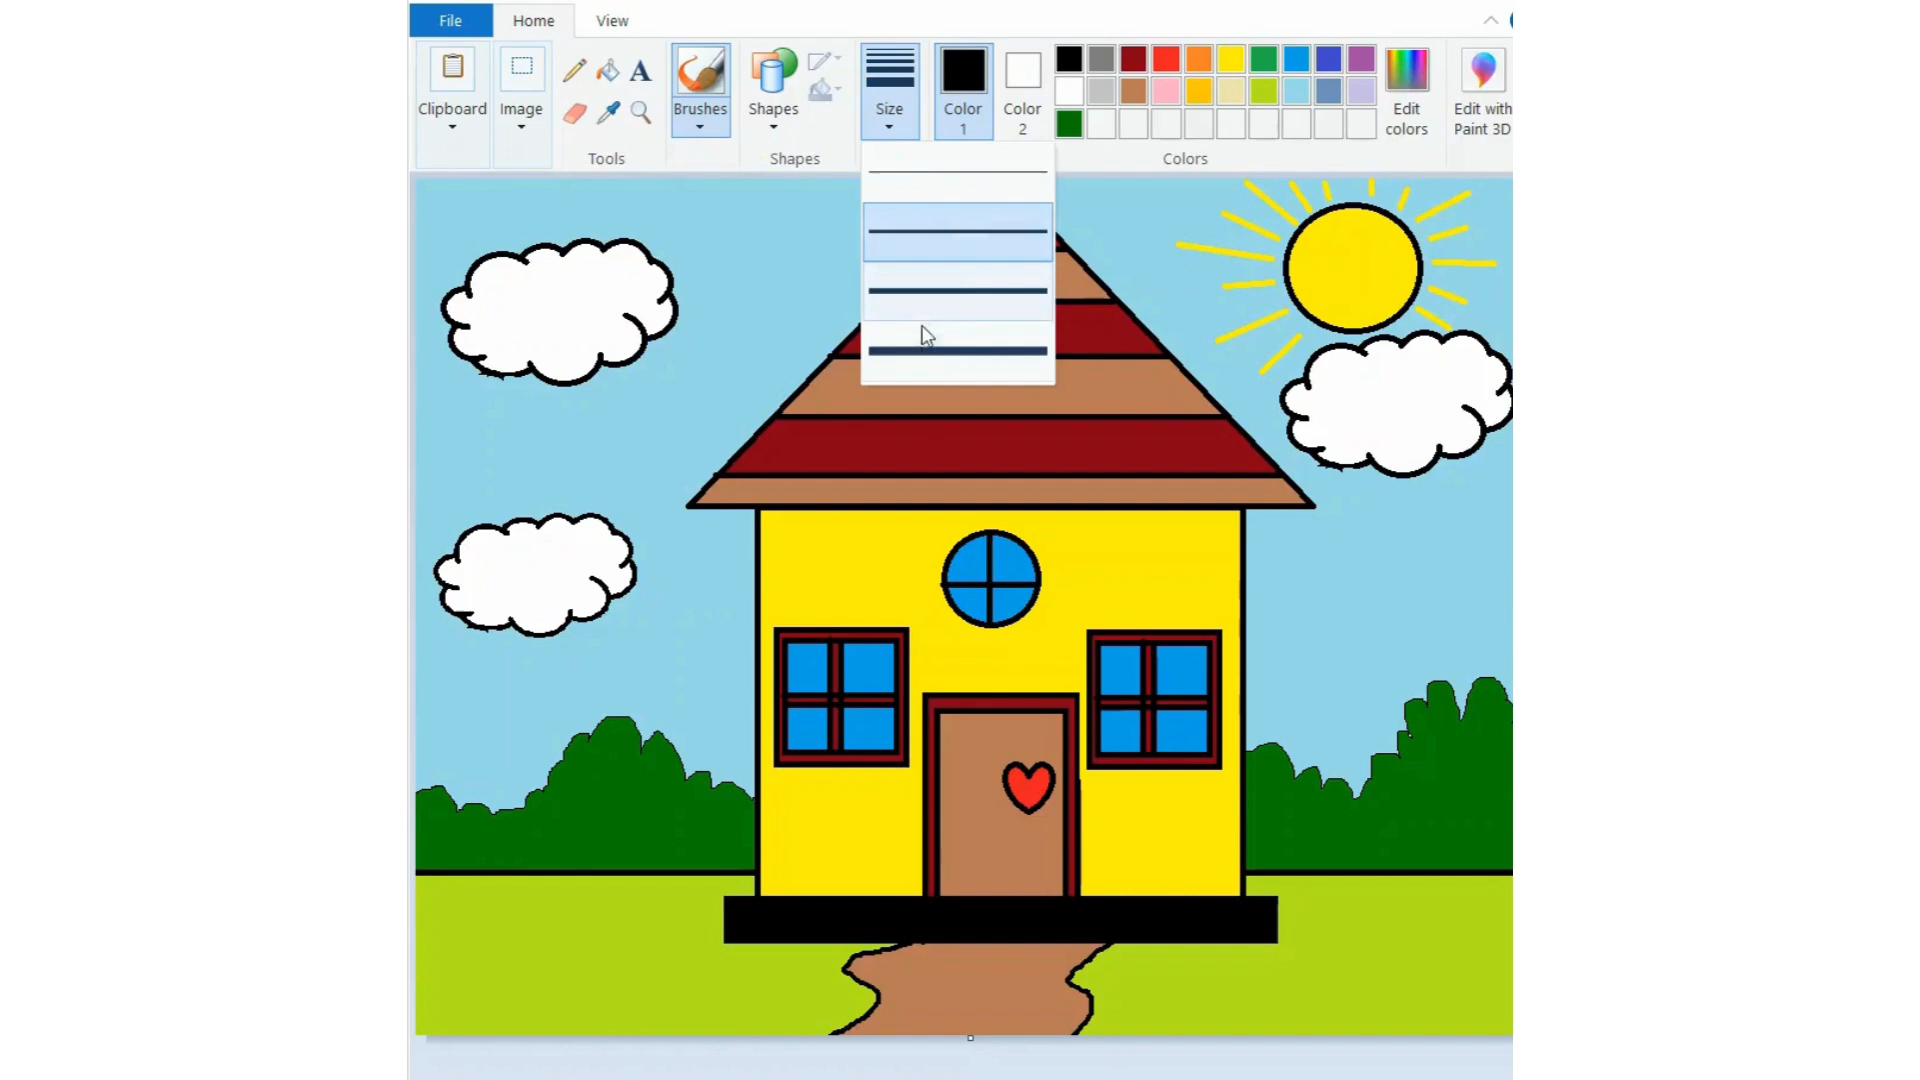 File Home View
Clipboard Image Brushes Shapes Size Color 1 Color 2 Edit colors Edit with Paint 3D
Tools Shapes Colors